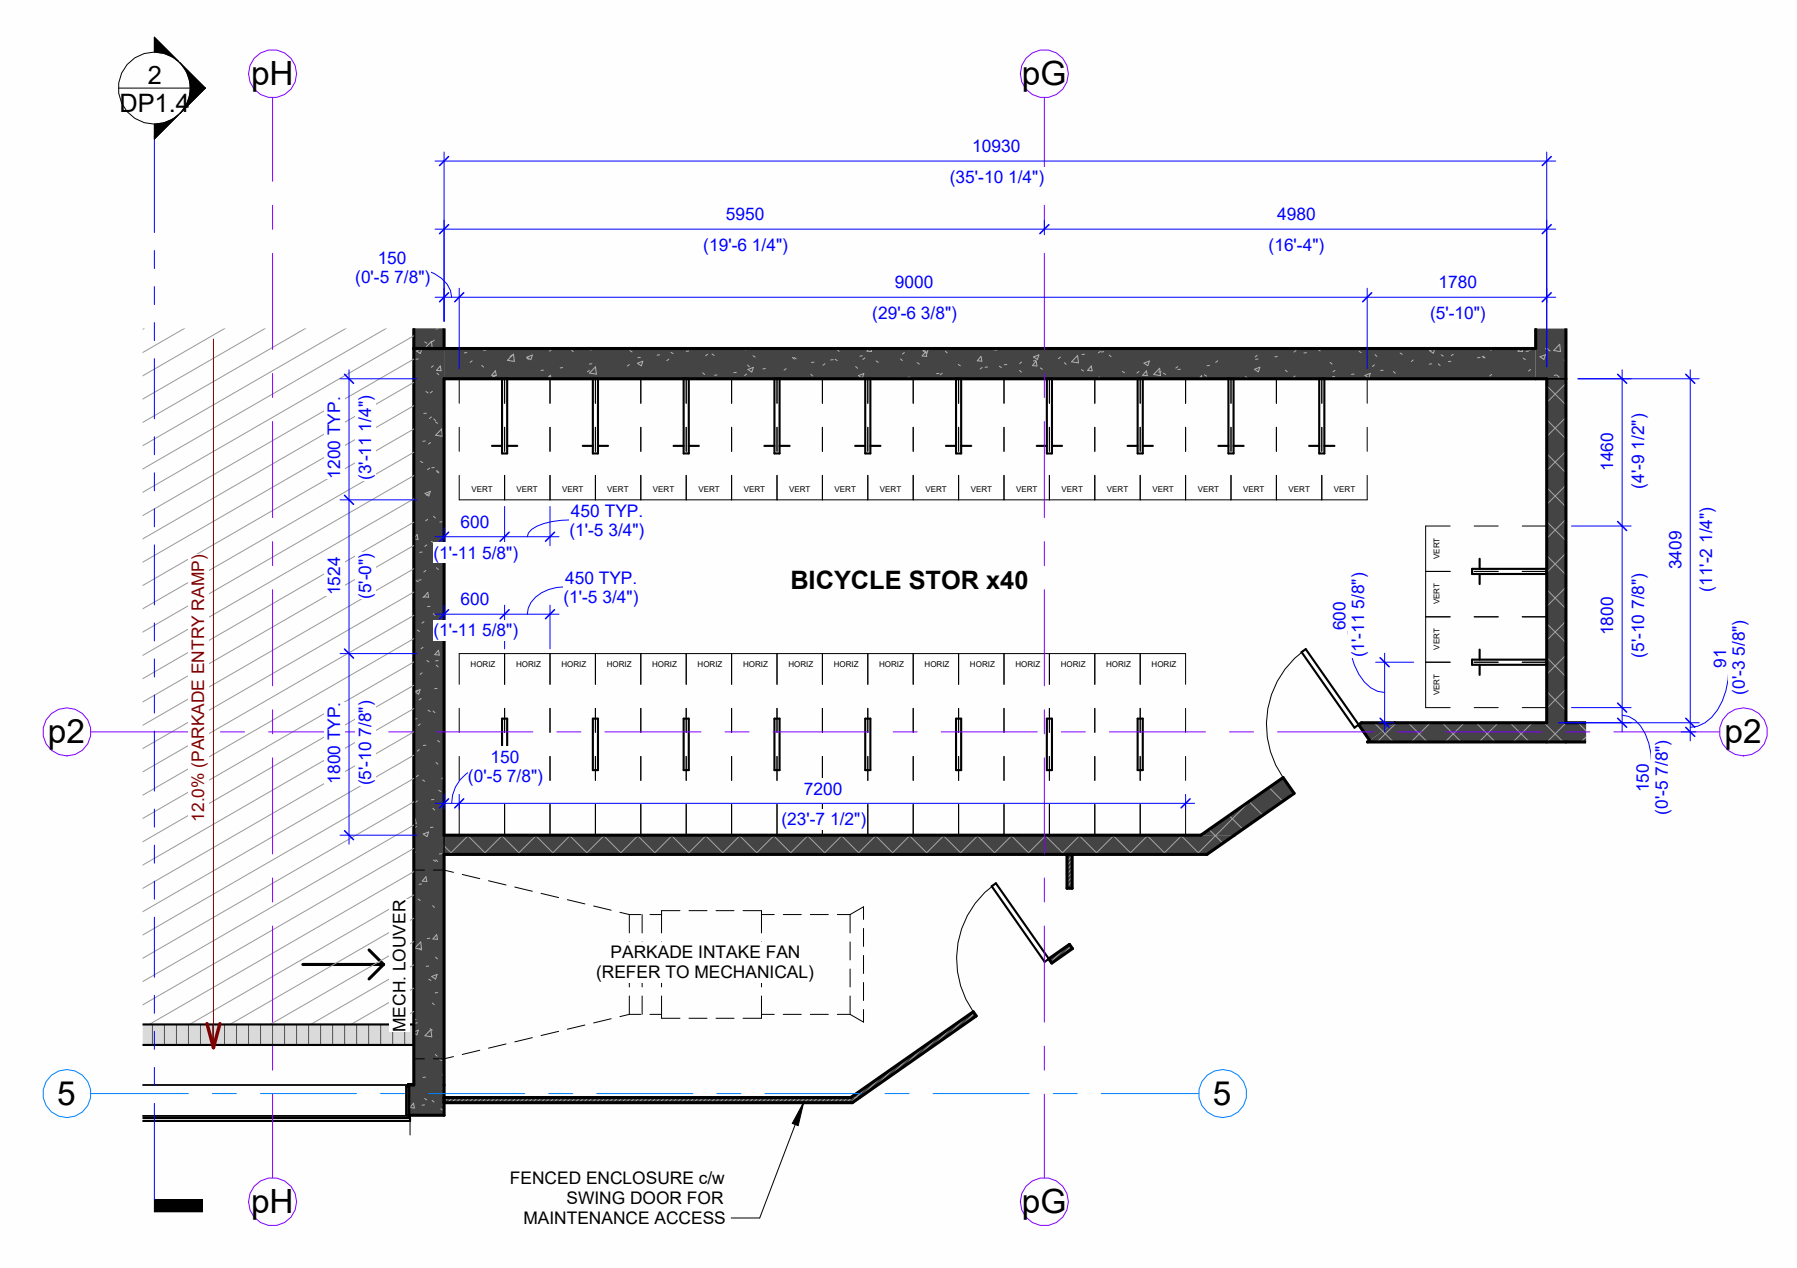 2
DP1.4
pH
pG
10930
(35'-10 1/4")
5950
(19'-6 1/4")
4980
(16'-4")
150
(0'-5 7/8")
9000
(29'-6 3/8")
1780
(5'-10")
1200 TYP.
(3'-11 1/4")
VERT VERT VERT VERT VERT VERT VERT VERT VERT VERT VERT VERT VERT VERT VERT VERT VERT VERT VERT VERT
600
(1'-11 5/8")
450 TYP.
(1'-5 3/4")
1524
(5'-0")
BICYCLE STOR x40
600
(1'-11 5/8")
450 TYP.
(1'-5 3/4")
HORIZ HORIZ HORIZ HORIZ HORIZ HORIZ HORIZ HORIZ HORIZ HORIZ HORIZ HORIZ HORIZ HORIZ HORIZ HORIZ
1800 TYP.
(5'-10 7/8")
150
(0'-5 7/8")
7200
(23'-7 1/2")
VERT
VERT
VERT
VERT
600
(1'-11 5/8")
1460
(4'-9 1/2")
1800
(5'-10 7/8")
3409
(11'-2 1/4")
91
(0'-3 5/8")
150
(0'-5 7/8")
p2
p2
12.0% (PARKADE ENTRY RAMP)
MECH. LOUVER
PARKADE INTAKE FAN
(REFER TO MECHANICAL)
5
5
FENCED ENCLOSURE c/w
SWING DOOR FOR
MAINTENANCE ACCESS
pH
pG